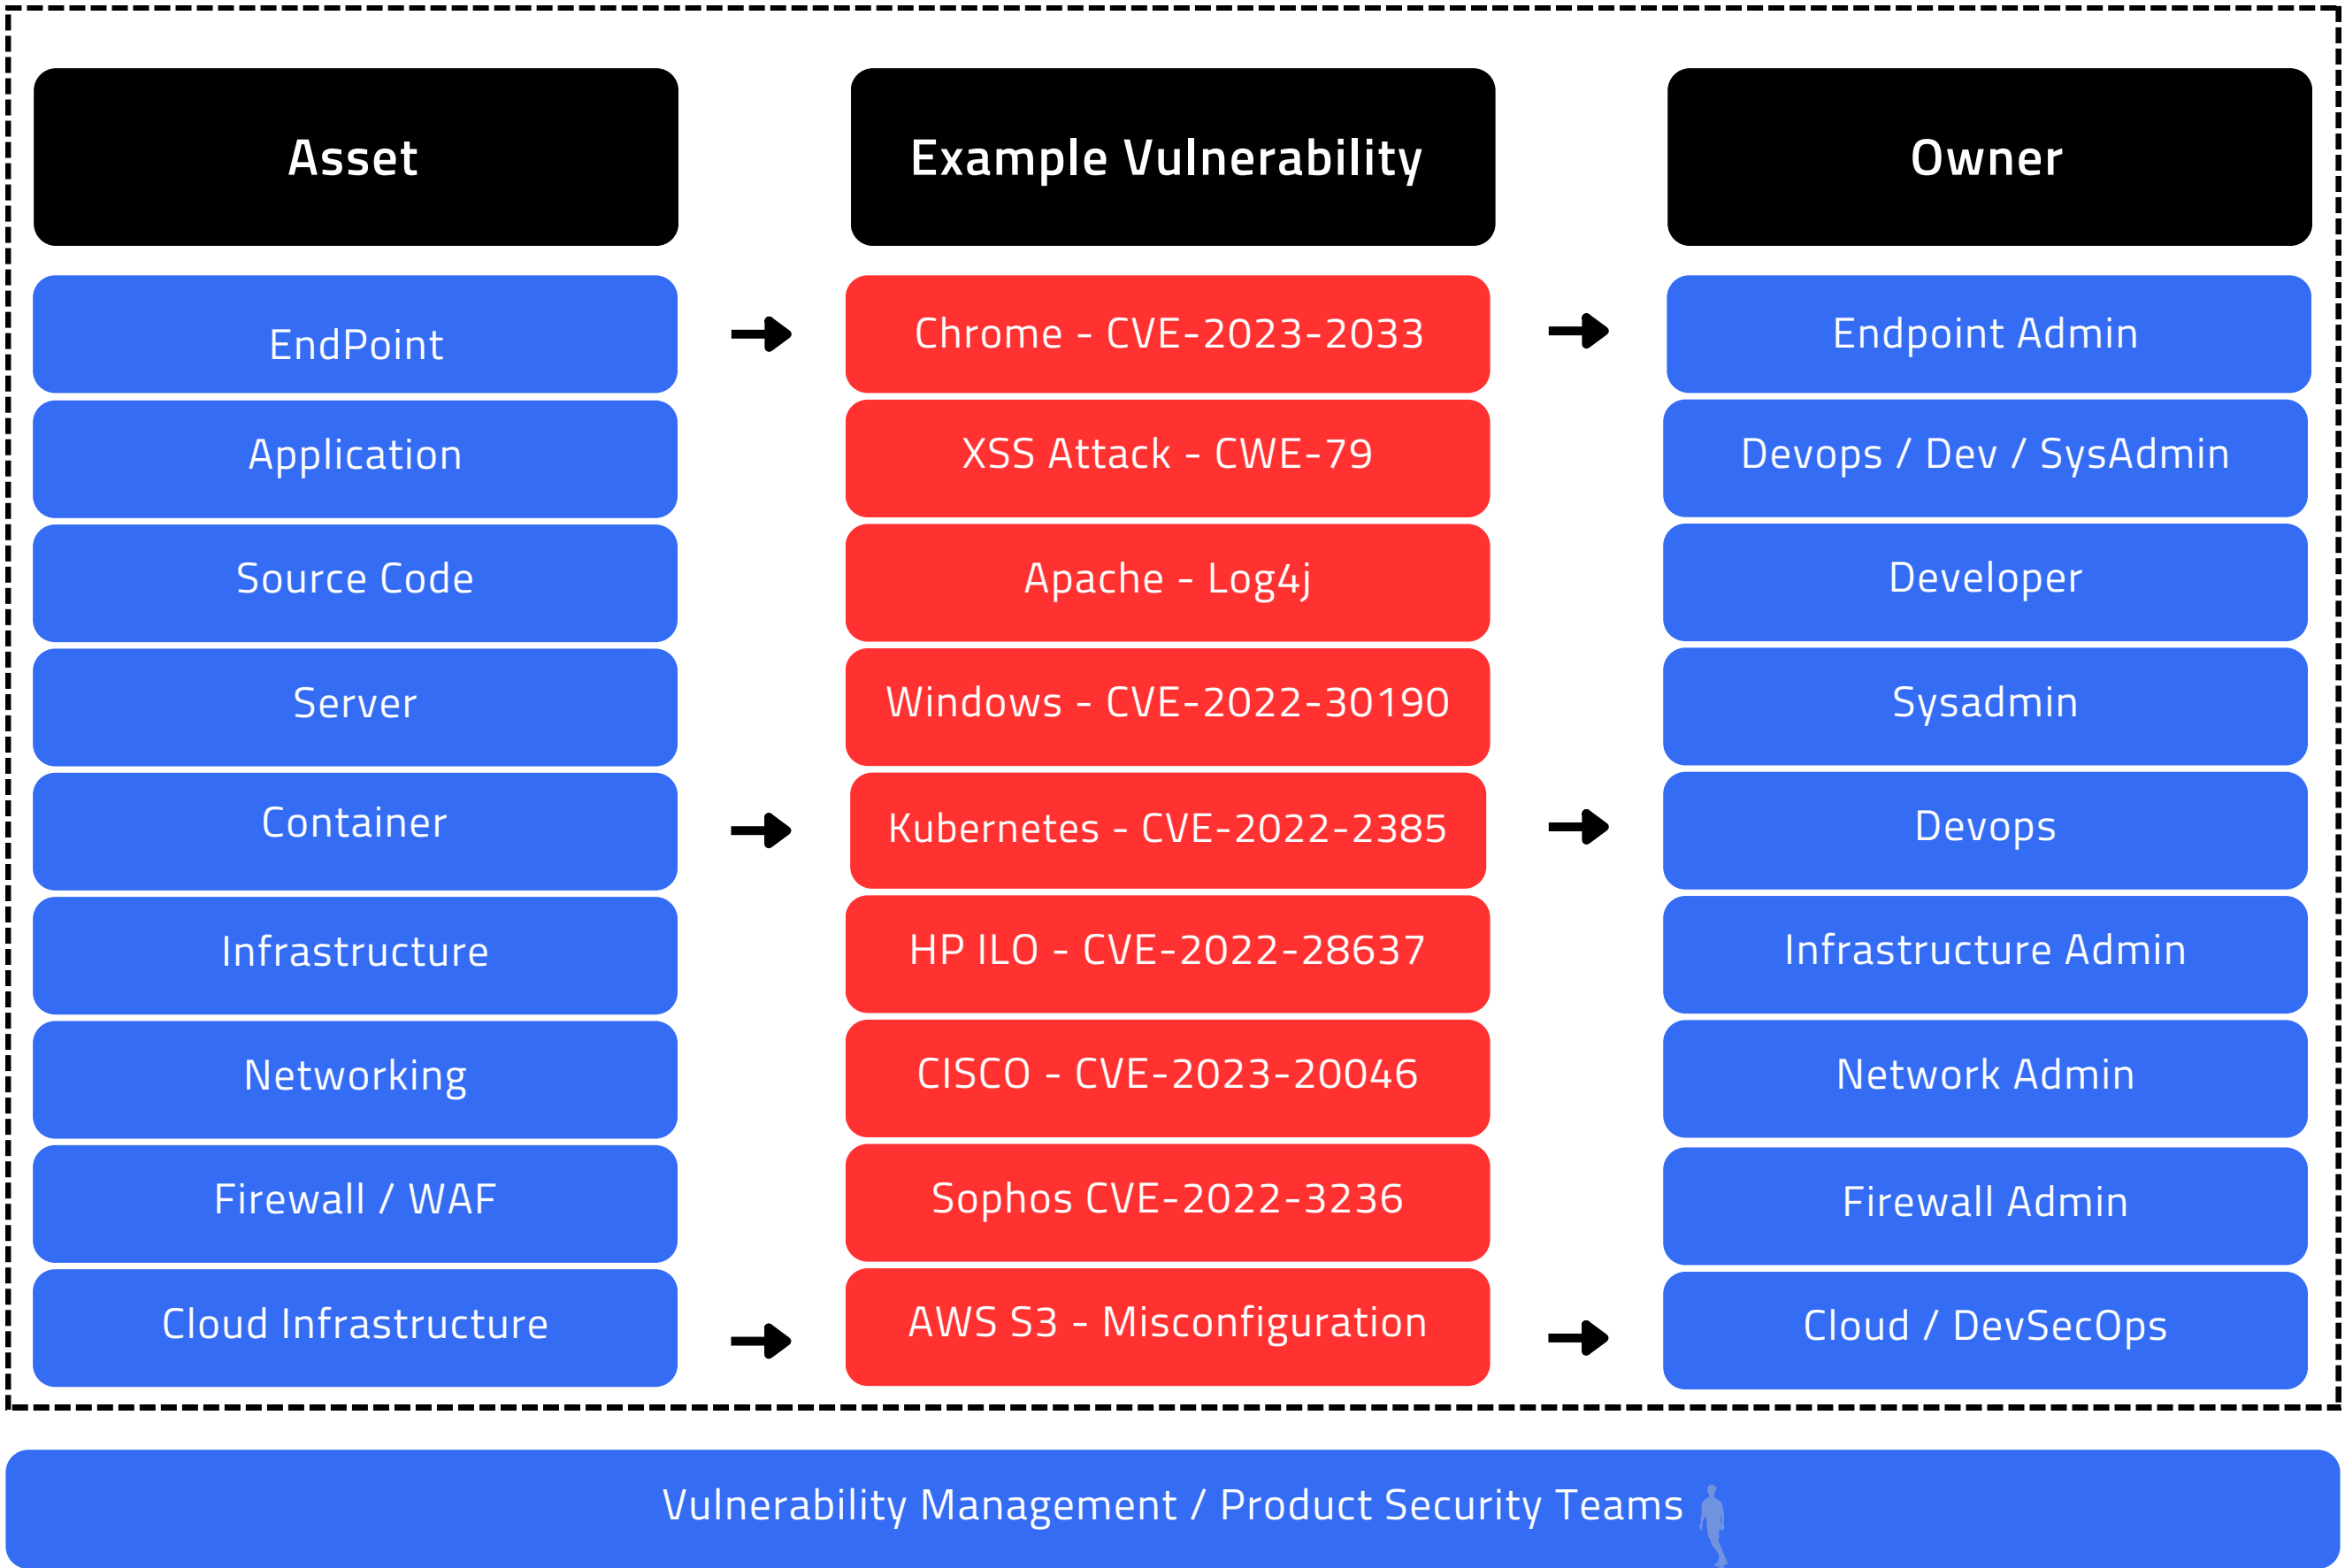 Asset
Example Vulnerability
Owner
EndPoint
Chrome - CVE-2023-2033
Endpoint Admin
Application
XSS Attack - CWE-79
Devops / Dev / SysAdmin
Source Code
Apache - Log4j
Developer
Server
Windows - CVE-2022-30190
Sysadmin
Container
Kubernetes - CVE-2022-2385
Devops
Infrastructure
HP ILO - CVE-2022-28637
Infrastructure Admin
Networking
CISCO - CVE-2023-20046
Network Admin
Firewall / WAF
Sophos CVE-2022-3236
Firewall Admin
Cloud Infrastructure
AWS S3 - Misconfiguration
Cloud / DevSecOps
Vulnerability Management / Product Security Teams